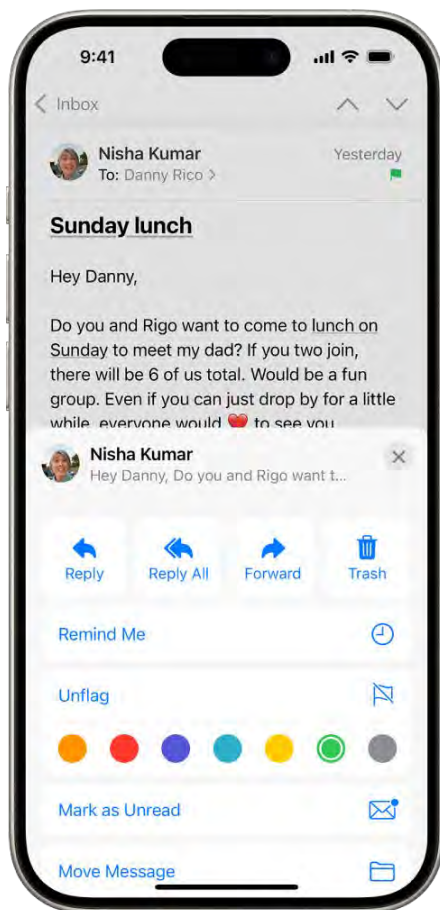 9:41
Inbox
Nisha Kumar
Yesterday
To: Danny Rico >
Sunday lunch
Hey Danny,
Do you and Rigo want to come to lunch on
Sunday to meet my dad? If you two join,
there will be 6 of us total. Would be a fun
group. Even if you can just drop by for a little
while, everyone would ❤️ to see you
Nisha Kumar
Hey Danny, Do you and Rigo want t...
Reply
Reply All
Forward
Trash
Remind Me
Unflag
Mark as Unread
Move Message